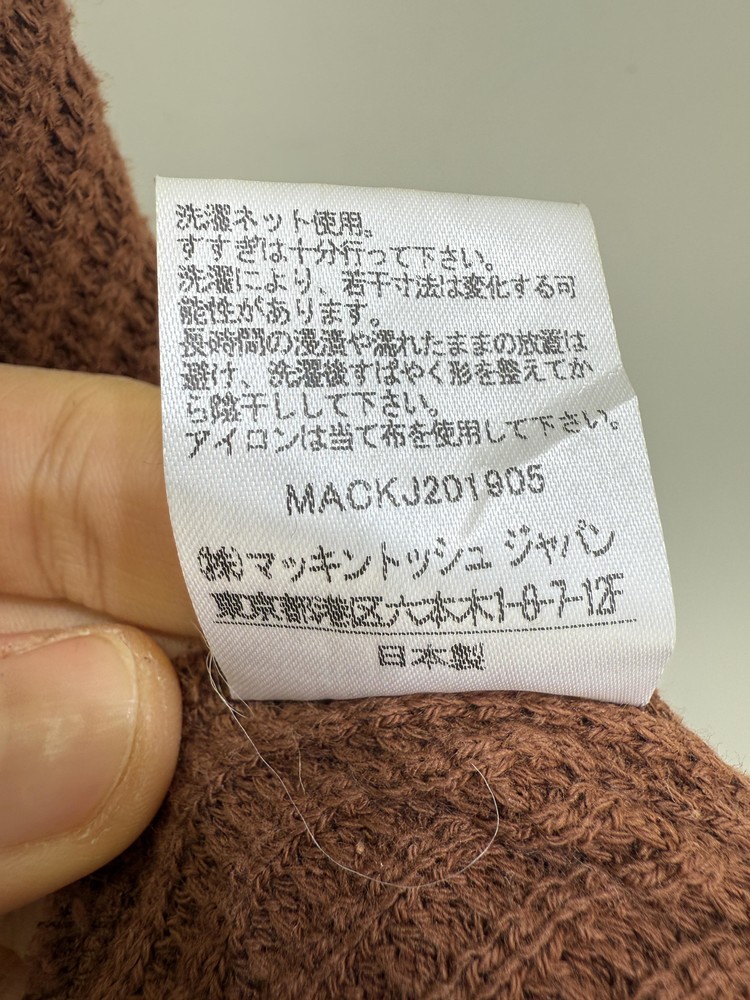 洗濯ネット使用。
すすぎは十分行って下さい。
洗濯により、若干寸法は変化する可
能性があります。
長時間の浸漬や濡れたままの放置は
避け、洗濯後すばやく形を整えてか
ら陰干しして下さい。
アイロンは当て布を使用して下さい。
MACKJ201905
(株)マッキントッシュ ジャパン
東京都港区六本木1-8-7-12F
日本製